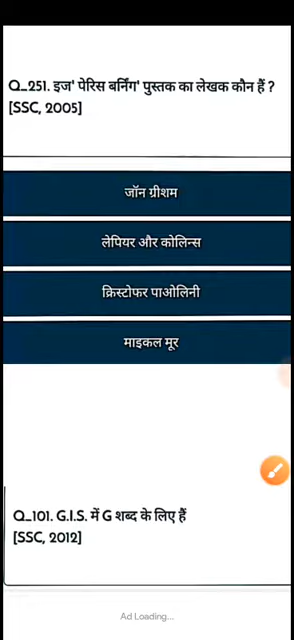 Q_251. इज' पेरिस बर्निंग' पुस्तक का लेखक कौन हैं ?
[SSC, 2005]
जॉन ग्रीशम
लेपियर और कोलिन्स
क्रिस्टोफर पाओलिनी
माइकल मूर
Q_101. G.I.S. में G शब्द के लिए हैं
[SSC, 2012]
Ad Loading...